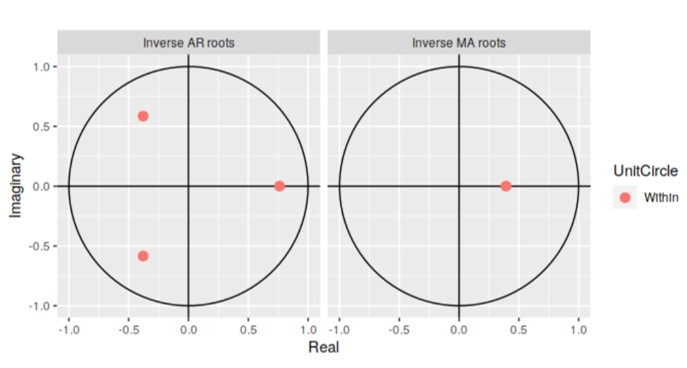 Inverse AR roots
Inverse MA roots
1.0
0.5
0.0
-0.5
-1.0
Imaginary
-1.0 -0.5 0.0 0.5 1.0
-1.0 -0.5 0.0 0.5 1.0
Real
UnitCircle
Within